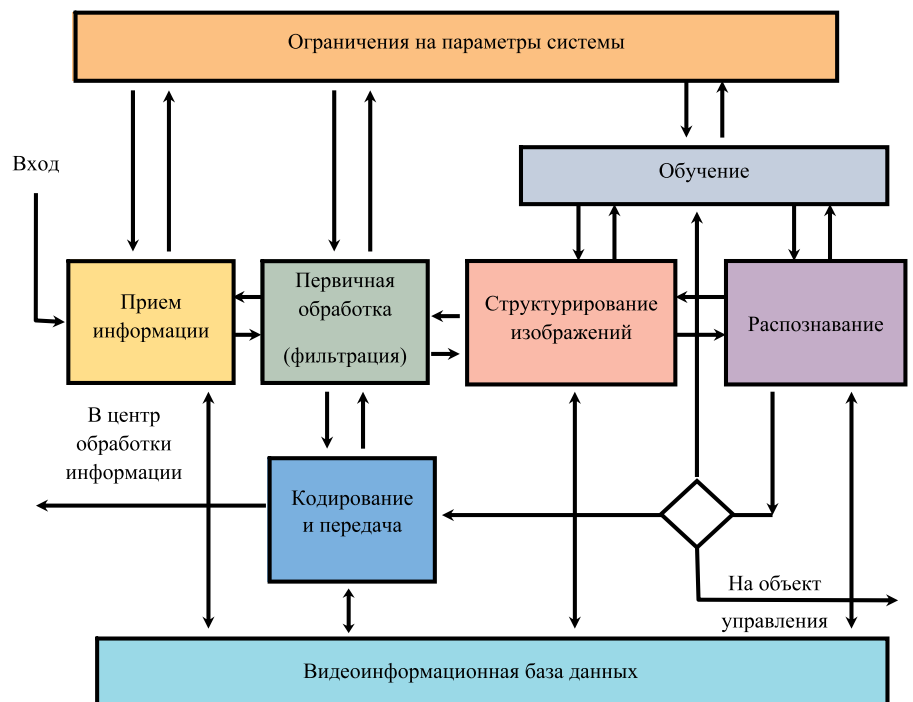 Ограничения на параметры системы
Вход
Обучение
Прием
информации
Первичная
обработка
(фильтрация)
Структурирование
изображений
Распознавание
В центр
обработки
информации
Кодирование
и передача
На объект
управления
Видеоинформационная база данных